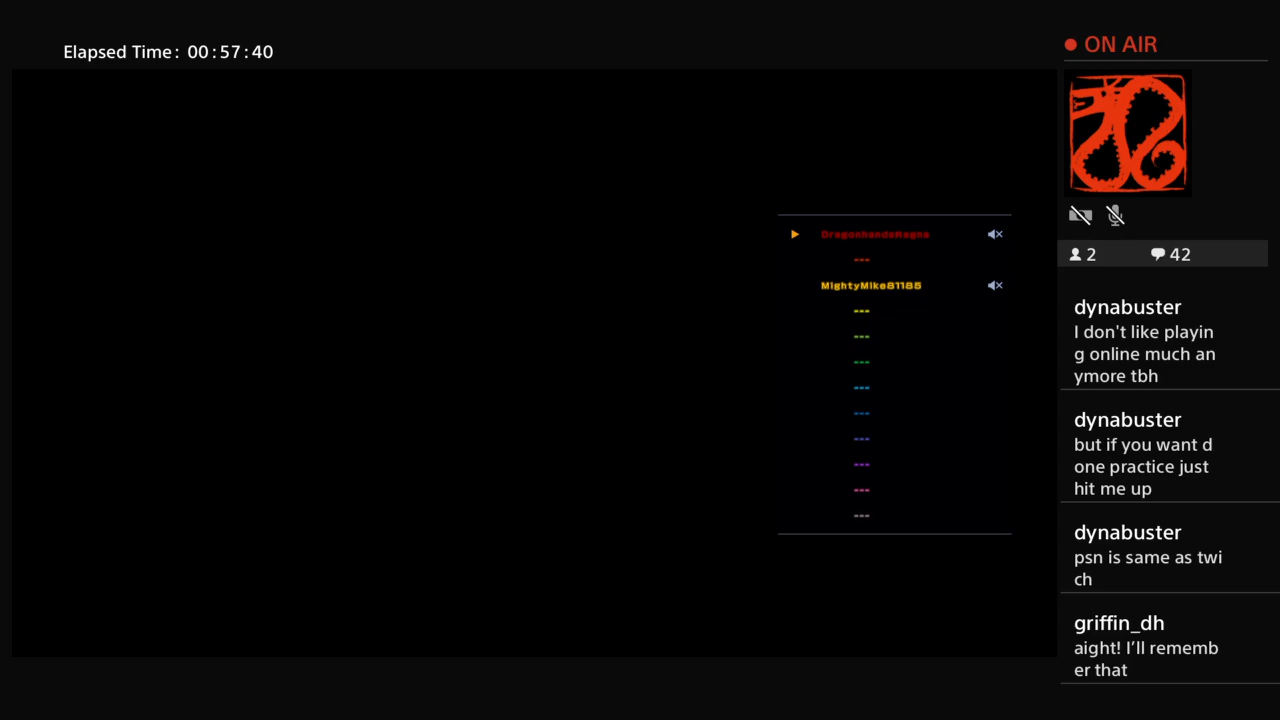 Elapsed Time: 00:57:40
ON AIR
2 42
DragonhandsRagna
---
MightyMike81185
---
---
---
---
---
---
---
---
---
dynabuster
I don't like playin
g online much an
ymore tbh
dynabuster
but if you want d
one practice just
hit me up
dynabuster
psn is same as twi
ch
griffin_dh
aight! I'll rememb
er that